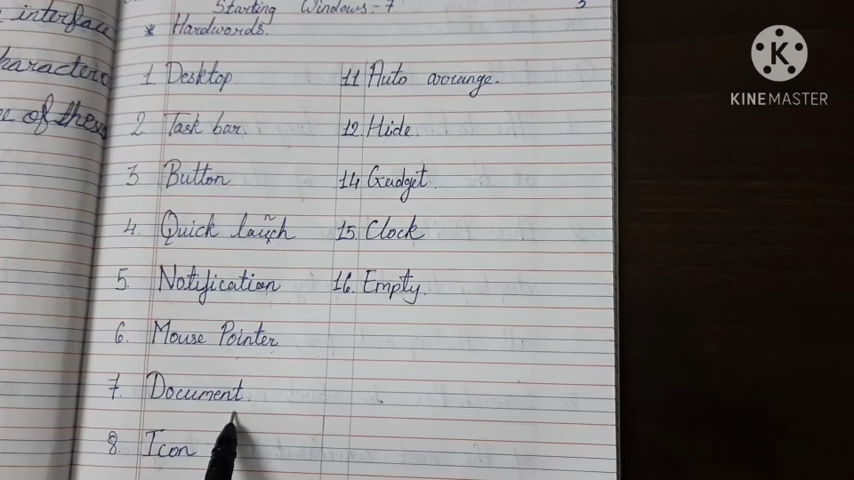 Starting Windows-7
3
interface
* Hardwords.
haractero
e of these
1. Desktop
2. Task bar.
3. Button
4. Quick lauch
5. Notification
6. Mouse Pointer
7. Document.
8. Icon
11 Auto arrange.
12 Hide.
14 Gadget.
15 Clock
16. Empty.
K
KINEMASTER